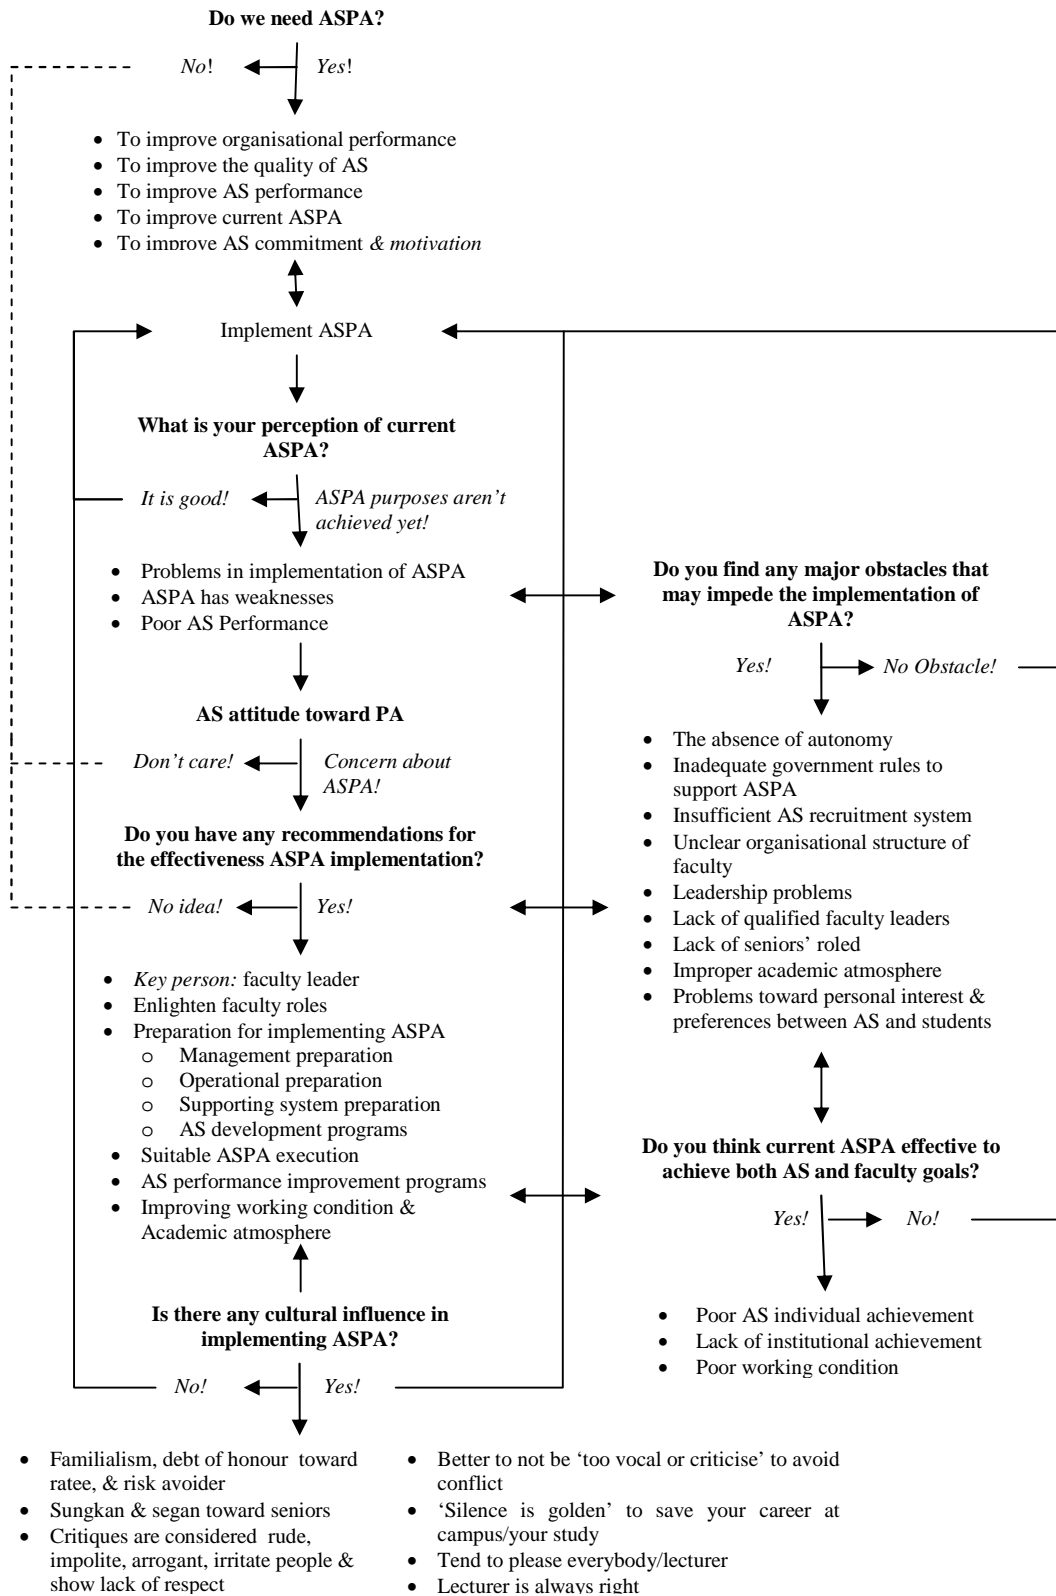 Do we need ASPA?
No! Yes!
• To improve organisational performance
• To improve the quality of AS
• To improve AS performance
• To improve current ASPA
• To improve AS commitment & motivation
Implement ASPA
What is your perception of current
ASPA?
It is good! ASPA purposes aren't
achieved yet!
• Problems in implementation of ASPA
• ASPA has weaknesses
• Poor AS Performance
AS attitude toward PA
Don't care! Concern about
ASPA!
Do you have any recommendations for
the effectiveness ASPA implementation?
No idea! Yes!
• Key person: faculty leader
• Enlighten faculty roles
• Preparation for implementing ASPA
o Management preparation
o Operational preparation
o Supporting system preparation
o AS development programs
• Suitable ASPA execution
• AS performance improvement programs
• Improving working condition &
Academic atmosphere
Is there any cultural influence in
implementing ASPA?
No! Yes!
• Familialism, debt of honour toward
ratee, & risk avoider
• Sungkan & segan toward seniors
• Critiques are considered rude,
impolite, arrogant, irritate people &
show lack of respect
• Better to not be 'too vocal or criticise' to avoid
conflict
• 'Silence is golden' to save your career at
campus/your study
• Tend to please everybody/lecturer
• Lecturer is always right
Do you find any major obstacles that
may impede the implementation of
ASPA?
Yes! No Obstacle!
• The absence of autonomy
• Inadequate government rules to
support ASPA
• Insufficient AS recruitment system
• Unclear organisational structure of
faculty
• Leadership problems
• Lack of qualified faculty leaders
• Lack of seniors' roled
• Improper academic atmosphere
• Problems toward personal interest &
preferences between AS and students
Do you think current ASPA effective to
achieve both AS and faculty goals?
Yes! No!
• Poor AS individual achievement
• Lack of institutional achievement
• Poor working condition